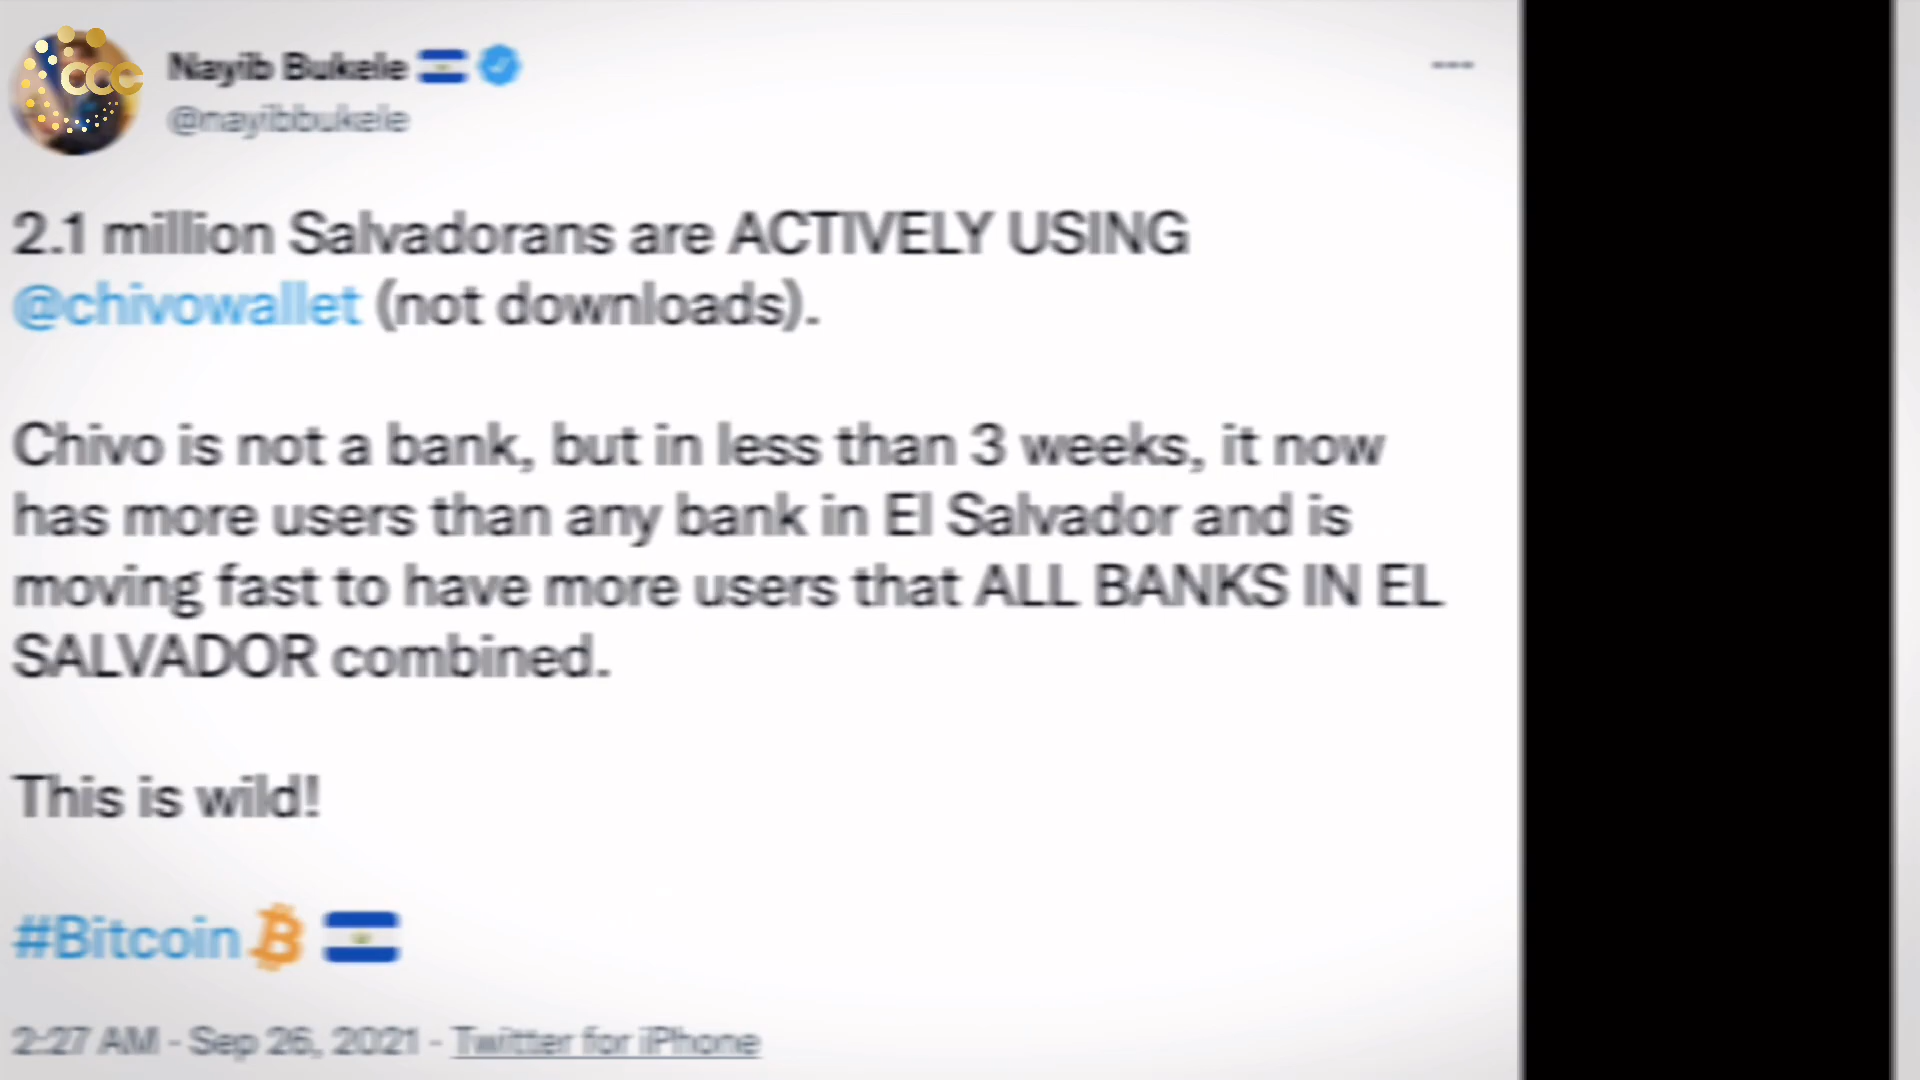 CCC
Nayib Bukele
@nayibbukele
2.1 million Salvadorans are ACTIVELY USING
@chivowallet (not downloads).
Chivo is not a bank, but in less than 3 weeks, it now
has more users than any bank in El Salvador and is
moving fast to have more users that ALL BANKS IN EL
SALVADOR combined.
This is wild!
#Bitcoin
2:27 AM · Sep 26, 2021 · Twitter for iPhone